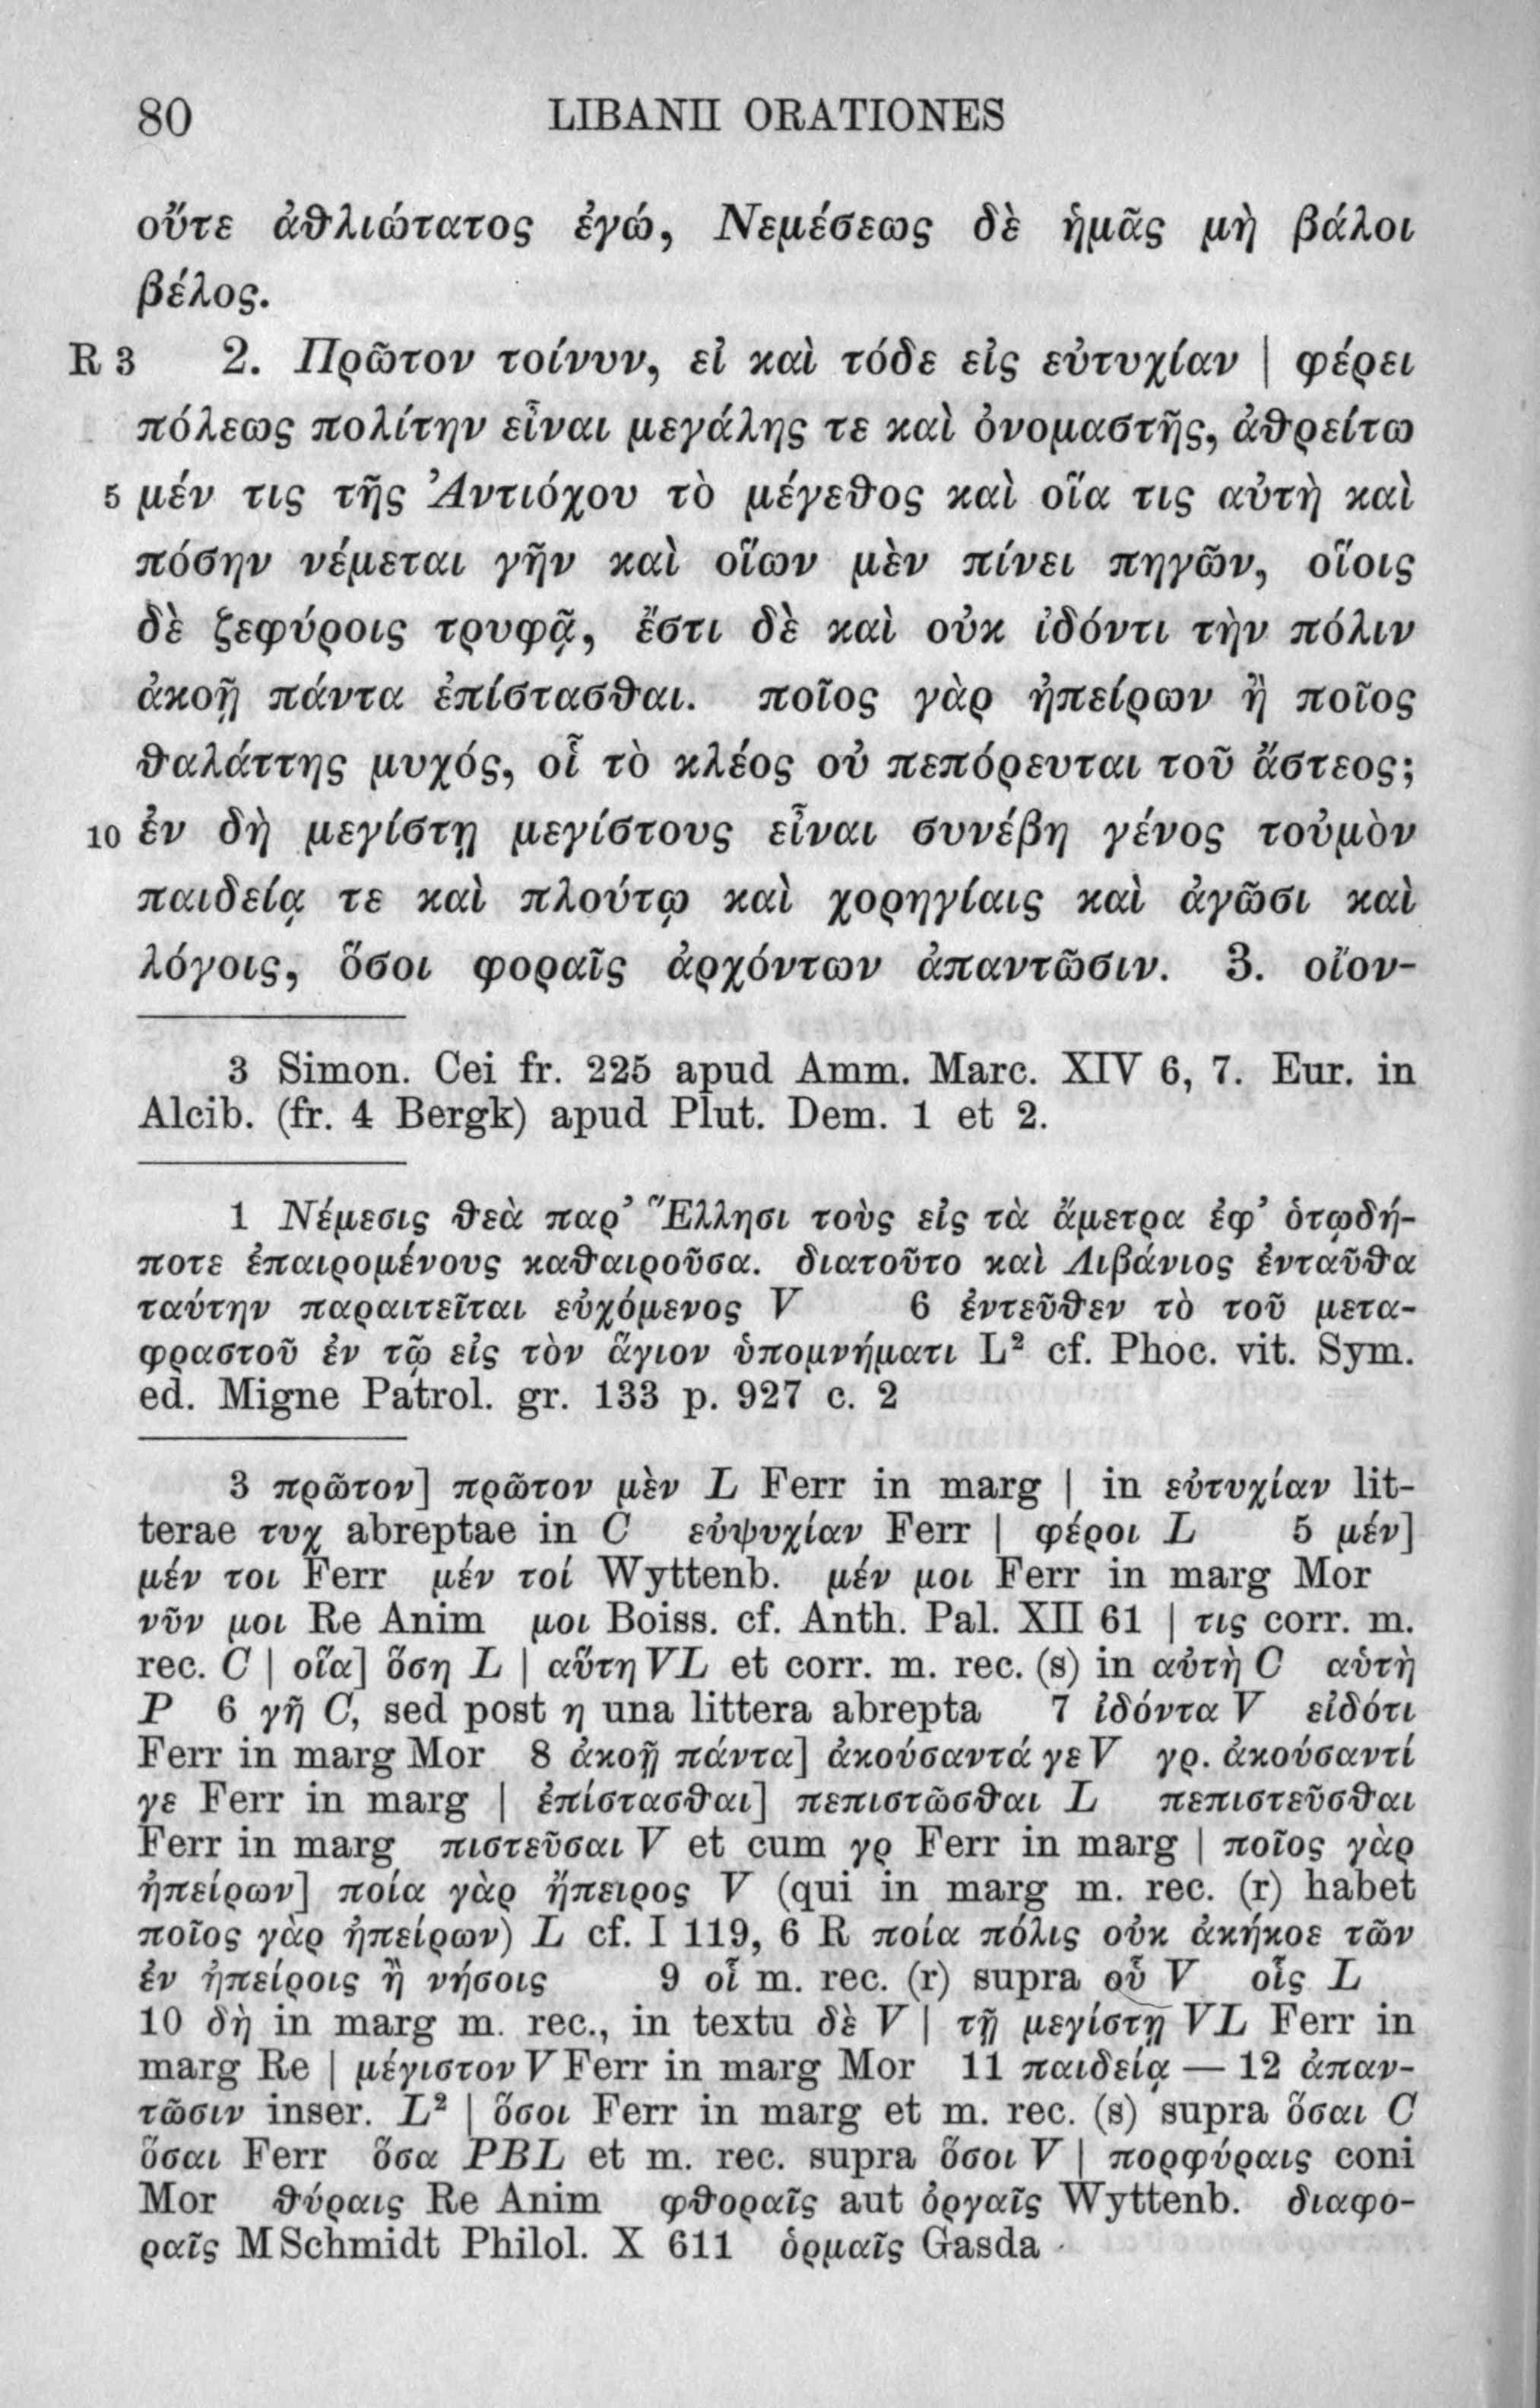 80 LIBANII ORATIONES
οὔτε ἀθλιώτατος ἐγώ, Νεμέσεως δὲ ἡμᾶς μὴ βάλοι
βέλος.
R 3 2. Πρῶτον τοίνυν, εἰ καὶ τόδε εἰς εὐτυχίαν | φέρει
πόλεως πολίτην εἶναι μεγάλης τε καὶ ὀνομαστῆς, ἀθρείτω
5 μέν τις τῆς Ἀντιόχου τὸ μέγεθος καὶ οἵα τις αὐτὴ καὶ
πόσην νέμεται γῆν καὶ οἵων μὲν πίνει πηγῶν, οἵοις
δὲ ζεφύροις τρυφᾷ, ἔστι δὲ καὶ οὐκ ἰδόντι τὴν πόλιν
ἀκοῇ πάντα ἐπίστασθαι. ποῖος γὰρ ἠπείρων ἢ ποῖος
θαλάττης μυχός, οἷ τὸ κλέος οὐ πεπόρευται τοῦ ἄστεος;
10 ἐν δὴ μεγίστῃ μεγίστους εἶναι συνέβη γένος τοὐμὸν
παιδείᾳ τε καὶ πλούτῳ καὶ χορηγίαις καὶ ἀγῶσι καὶ
λόγοις, ὅσοι φοραῖς ἀρχόντων ἀπαντῶσιν. 3. οἴον-
3 Simon. Cei fr. 225 apud Amm. Marc. XIV 6, 7. Eur. in
Alcib. (fr. 4 Bergk) apud Plut. Dem. 1 et 2.
1 Νέμεσις θεὰ παρ’ Ἕλλησι τοὺς εἰς τὰ ἄμετρα ἐφ’ ὁτῳδή-
ποτε ἐπαιρομένους καθαιροῦσα. διατοῦτο καὶ Λιβάνιος ἐνταῦθα
ταύτην παραιτεῖται εὐχόμενος V 6 ἐντεῦθεν τὸ τοῦ μετα-
φραστοῦ ἐν τῷ εἰς τὸν ἅγιον ὑπομνήματι L² cf. Phoc. vit. Sym.
ed. Migne Patrol. gr. 133 p. 927 c. 2
3 πρῶτον] πρῶτον μὲν L Ferr in marg | in εὐτυχίαν lit-
terae τυχ abreptae in C εὐψυχίαν Ferr | φέροι L 5 μέν]
μέν τοι Ferr μέν τοί Wyttenb. μέν μοι Ferr in marg Mor
νῦν μοι Re Anim μοι Boiss. cf. Anth. Pal. XII 61 | τις corr. m.
rec. C | οἵα] ὅση L | αὕτη VL et corr. m. rec. (s) in αὐτὴ C αὑτὴ
P 6 γῆ C, sed post η una littera abrepta 7 ἰδόντα V εἰδότι
Ferr in marg Mor 8 ἀκοῇ πάντα] ἀκούσαντά γε V γρ. ἀκούσαντί
γε Ferr in marg | ἐπίστασθαι] πεπιστῶσθαι L πεπιστεῦσθαι
Ferr in marg πιστεῦσαι V et cum γρ Ferr in marg | ποῖος γὰρ
ἠπείρων] ποία γὰρ ἤπειρος V (qui in marg m. rec. (r) habet
ποῖος γὰρ ἠπείρων) L cf. I 119, 6 R ποία πόλις οὐκ ἀκήκοε τῶν
ἐν ἠπείροις ἢ νήσοις 9 οἷ m. rec. (r) supra οὗ V οἷς L
10 δὴ in marg m. rec., in textu δὲ V | τῇ μεγίστῃ VL Ferr in
marg Re | μέγιστον V Ferr in marg Mor 11 παιδείᾳ — 12 ἀπαν-
τῶσιν inser. L² | ὅσοι Ferr in marg et m. rec. (s) supra ὅσαι C
ὅσαι Ferr ὅσα PBL et m. rec. supra ὅσοι V | πορφύραις coni
Mor θύραις Re Anim φθοραῖς aut ὀργαῖς Wyttenb. διαφο-
ραῖς MSchmidt Philol. X 611 ὁρμαῖς Gasda